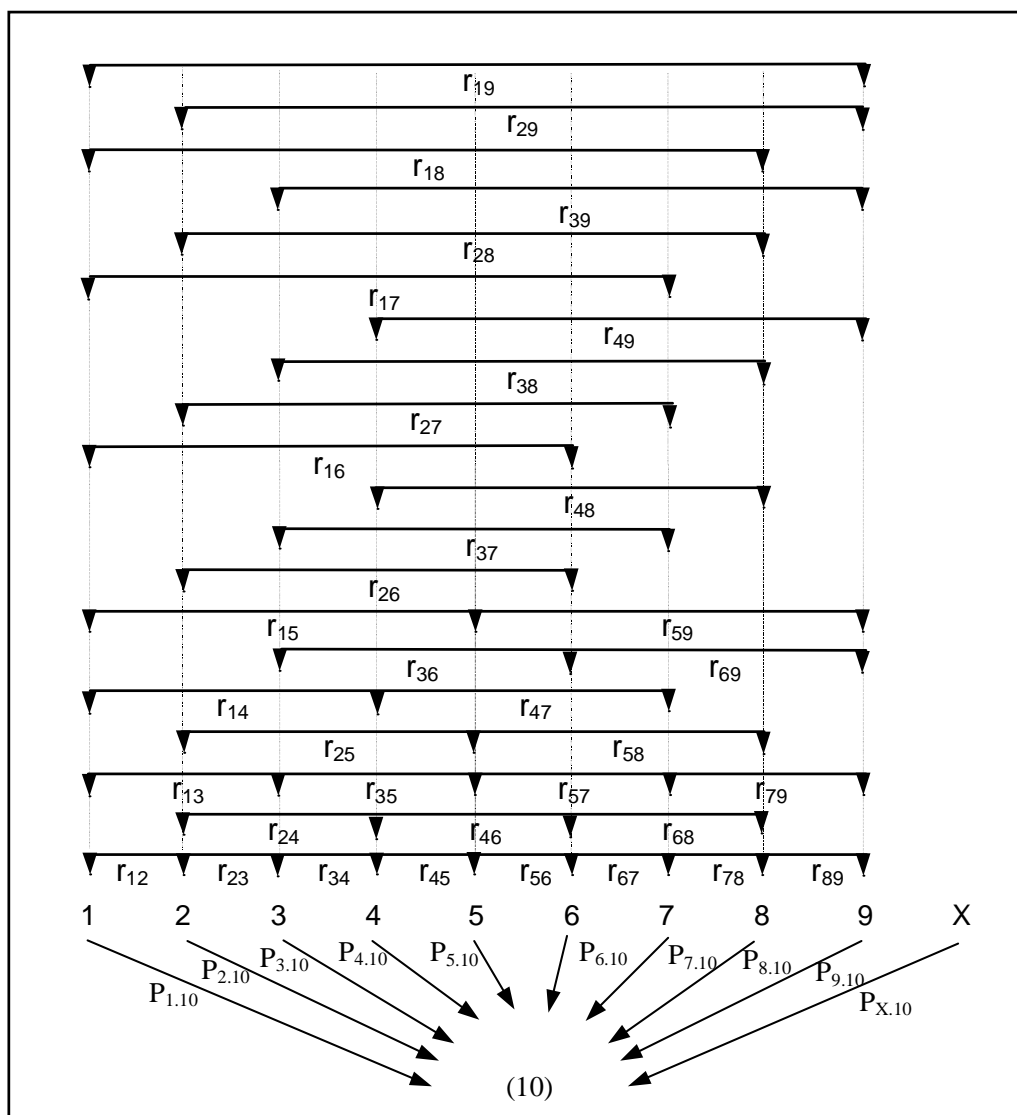 r19
r29
r18
r39
r28
r17
r49
r38
r27
r16
r48
r37
r26
r15 r59
r36 r69
r14 r47
r25 r58
r13 r35 r57 r79
r24 r46 r68
r12 r23 r34 r45 r56 r67 r78 r89
1 2 3 4 5 6 7 8 9 X
P1.10 P2.10 P3.10 P4.10 P5.10 P6.10 P7.10 P8.10 P9.10 PX.10
(10)